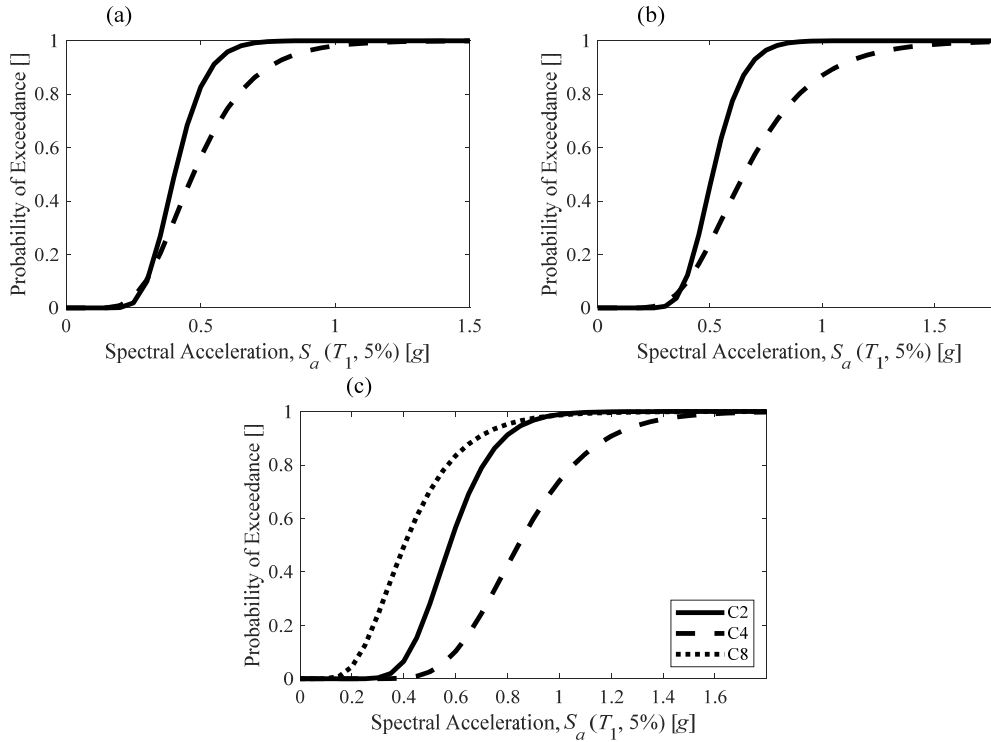 (a)
1
0.8
0.6
0.4
0.2
0
Probability of Exceedance []
0 0.5 1 1.5
Spectral Acceleration, Sₐ (T₁, 5%) [g]
(b)
1
0.8
0.6
0.4
0.2
0
Probability of Exceedance []
0 0.5 1 1.5
Spectral Acceleration, Sₐ (T₁, 5%) [g]
(c)
1
0.8
0.6
0.4
0.2
0
Probability of Exceedance []
0 0.2 0.4 0.6 0.8 1 1.2 1.4 1.6
Spectral Acceleration, Sₐ (T₁, 5%) [g]
C2
C4
C8